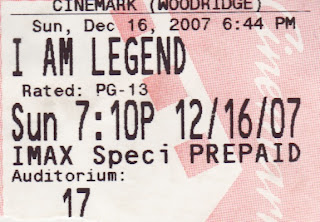 CINEMARK (WOODRIDGE)
Sun, Dec 16, 2007 6:44 PM
I AM LEGEND
Rated: PG-13
Sun 7:10P 12/16/07
IMAX Speci PREPAID
Auditorium:
17